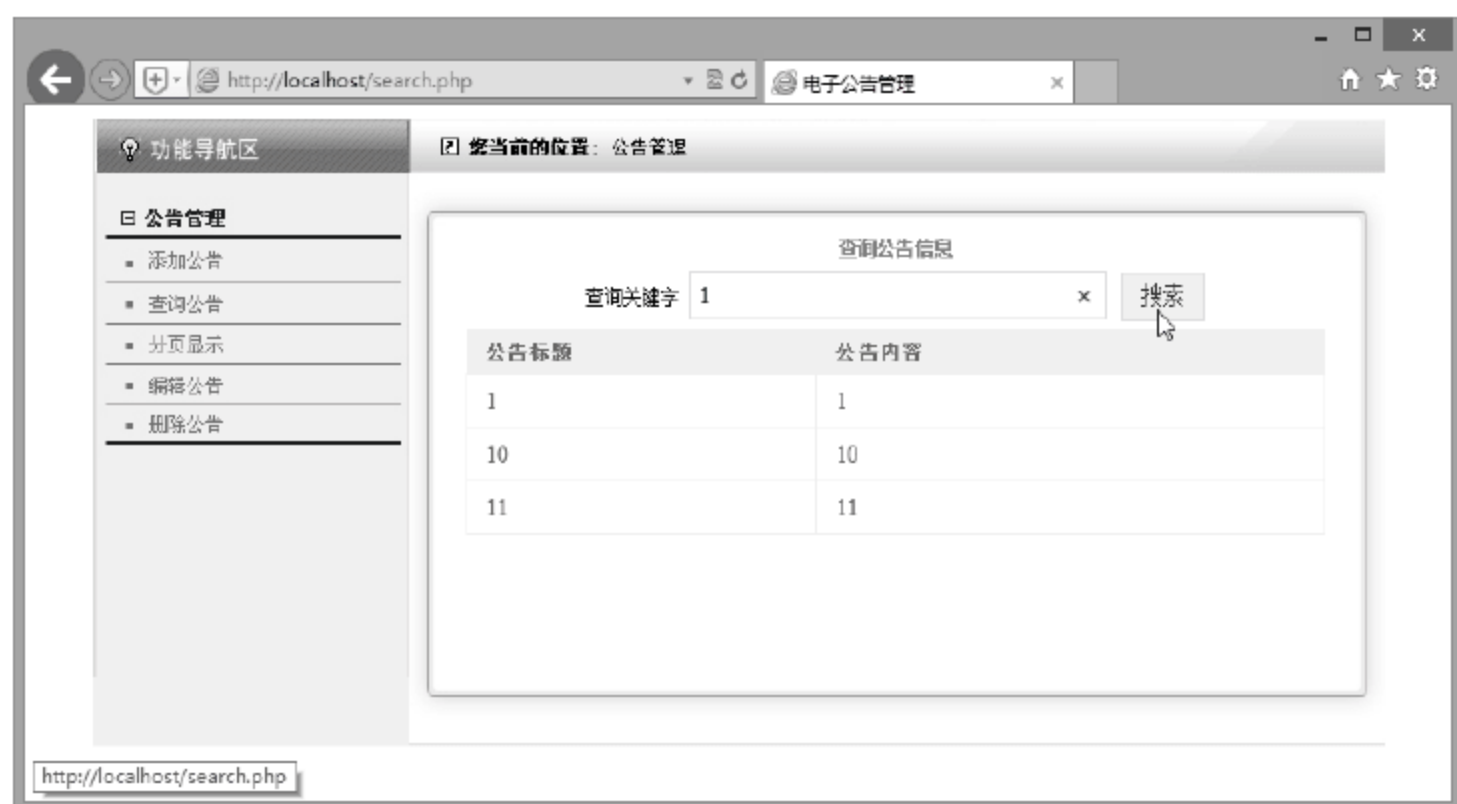 http://localhost/search.php
电子公告管理
功能导航区
您当前的位置：公告管理
公告管理
添加公告
查询公告
分页显示
编辑公告
删除公告
查询公告信息
查询关键字 1 × 搜索
公告标题 公告内容
1 1
10 10
11 11
http://localhost/search.php